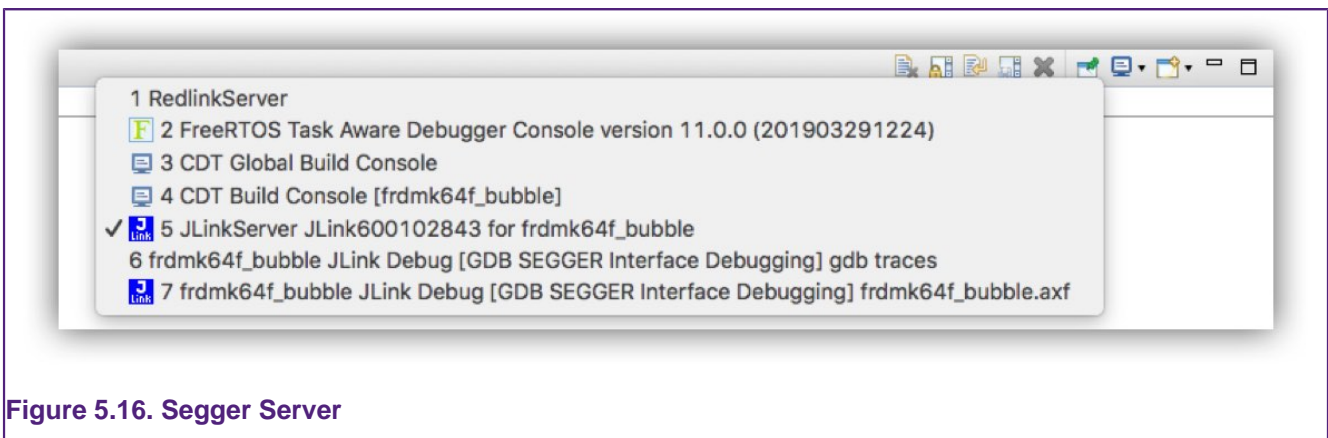 1 RedlinkServer
F 2 FreeRTOS Task Aware Debugger Console version 11.0.0 (201903291224)
3 CDT Global Build Console
4 CDT Build Console [frdmk64f_bubble]
J Link 5 JLinkServer JLink600102843 for frdmk64f_bubble
6 frdmk64f_bubble JLink Debug [GDB SEGGER Interface Debugging] gdb traces
J Link 7 frdmk64f_bubble JLink Debug [GDB SEGGER Interface Debugging] frdmk64f_bubble.axf
Figure 5.16. Segger Server